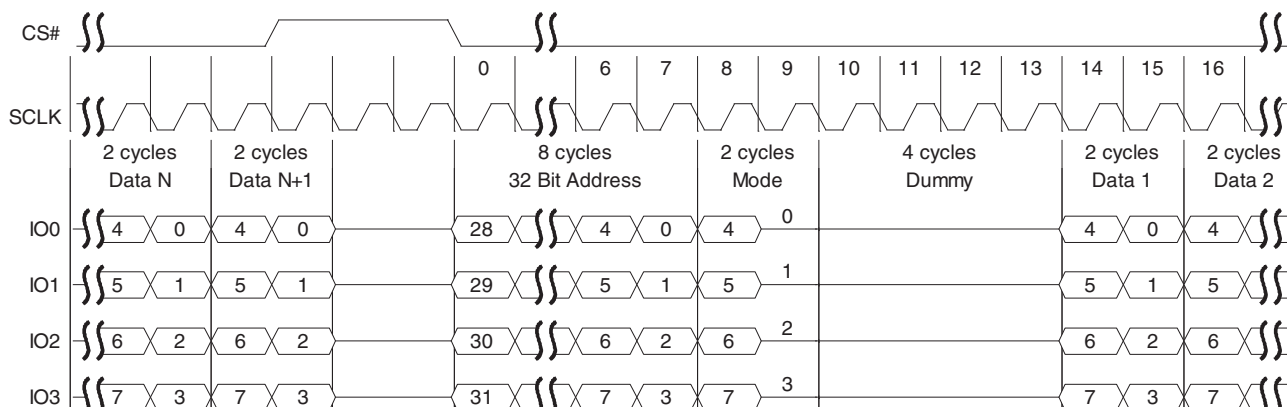 CS#
0 6 7 8 9 10 11 12 13 14 15 16
SCLK
2 cycles 2 cycles 8 cycles 2 cycles 4 cycles 2 cycles 2 cycles
Data N Data N+1 32 Bit Address Mode Dummy Data 1 Data 2
IO0 4 0 4 0 28 4 0 4 0 4 0 4
IO1 5 1 5 1 29 5 1 5 1 5 1 5
IO2 6 2 6 2 30 6 2 6 2 6 2 6
IO3 7 3 7 3 31 7 3 7 3 7 3 7